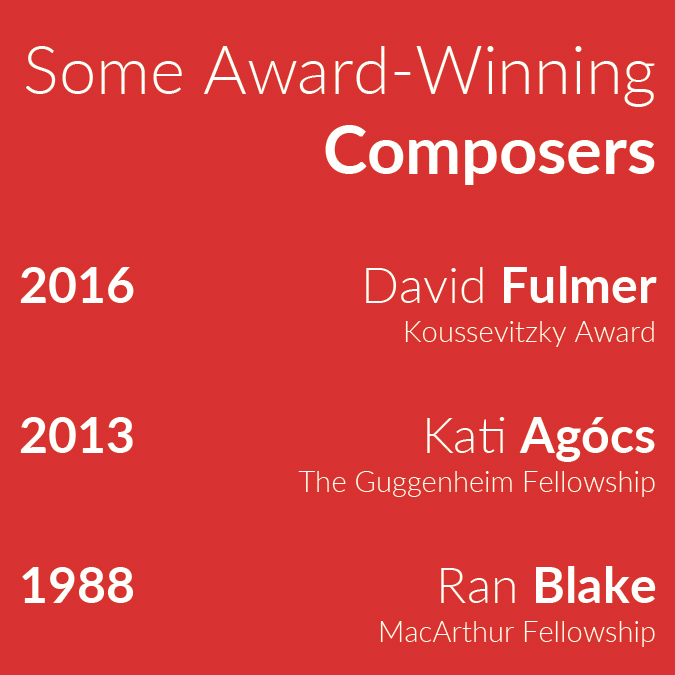 Some Award-Winning
Composers
2016 David Fulmer
Koussevitzky Award
2013 Kati Agócs
The Guggenheim Fellowship
1988 Ran Blake
MacArthur Fellowship